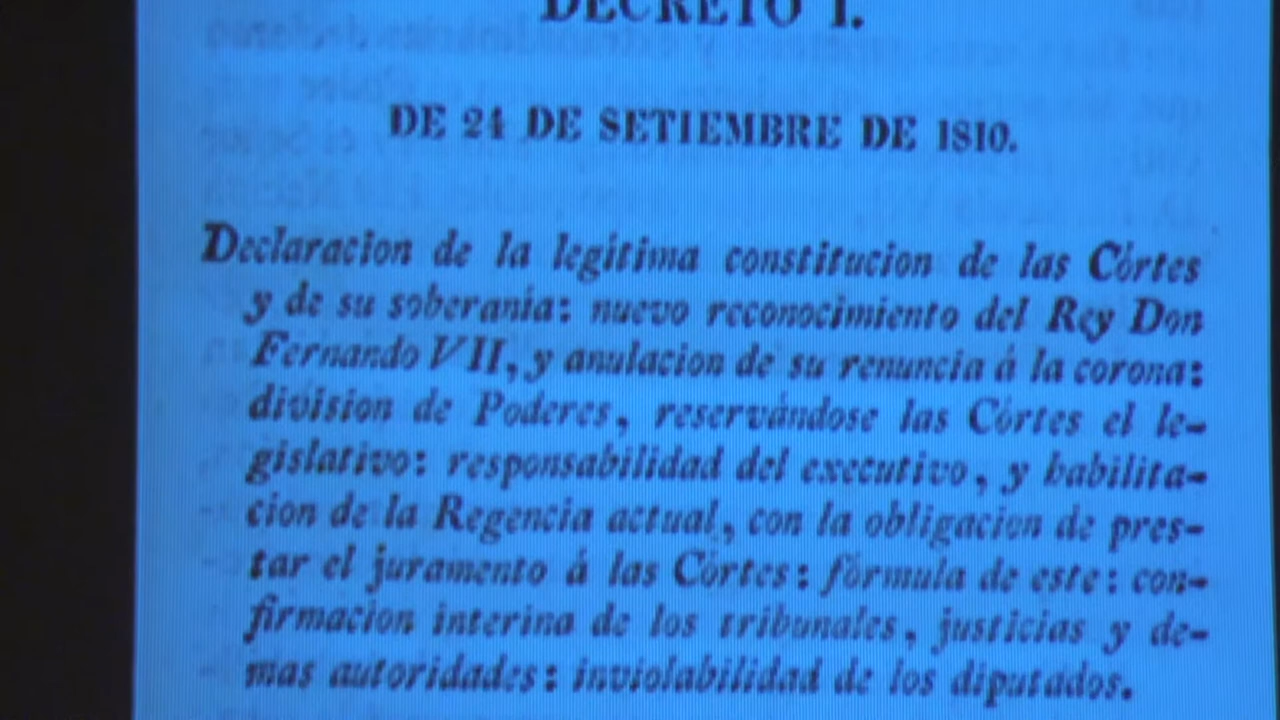 DECRETO I.
DE 24 DE SETIEMBRE DE 1810.
Declaracion de la legítima constitucion de las Córtes
y de su soberanía: nuevo reconocimiento del Rey Don
Fernando VII, y anulacion de su renuncia á la corona:
division de Poderes, reservándose las Córtes el le-
gislativo: responsabilidad del executivo, y habilita-
cion de la Regencia actual, con la obligacion de pres-
tar el juramento á las Córtes: fórmula de este: con-
firmacion interina de los tribunales, justicias y de-
mas autoridades: inviolabilidad de los diputados.